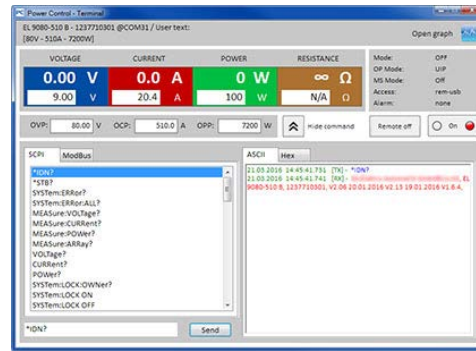 Power Control - Terminal
EL 9080-510 B - 1237710301 @COM31 / User text:
[80V - 510A - 7200W]
Open graph
VOLTAGE CURRENT POWER RESISTANCE
0.00 V 0.0 A 0 W ∞ Ω
9.00 V 20.4 A 100 W N/A Ω
Mode: OFF
OP Mode: UIP
MS Mode: Off
Access: rem-usb
Alarm: none
OVP: 80.00 V OCP: 510.0 A OPP: 7200 W Hide command Remote off On
SCPI ModBus
*IDN?
*STB?
SYSTem:ERRor?
SYSTem:ERRor:ALL?
MEASure:VOLTage?
MEASure:CURRent?
MEASure:POWer?
MEASure:ARRay?
VOLTage?
CURRent?
POWer?
SYSTem:LOCK:OWNer?
SYSTem:LOCK ON
SYSTem:LOCK OFF
*IDN? Send
ASCII Hex
21.03.2016 14:45:41.731 [TX] - *IDN?
21.03.2016 14:45:41.741 [RX] - EL
9080-510 B, 1237710301, V2.06 20.01.2016 V2.13 19.01.2016 V1.6.4,